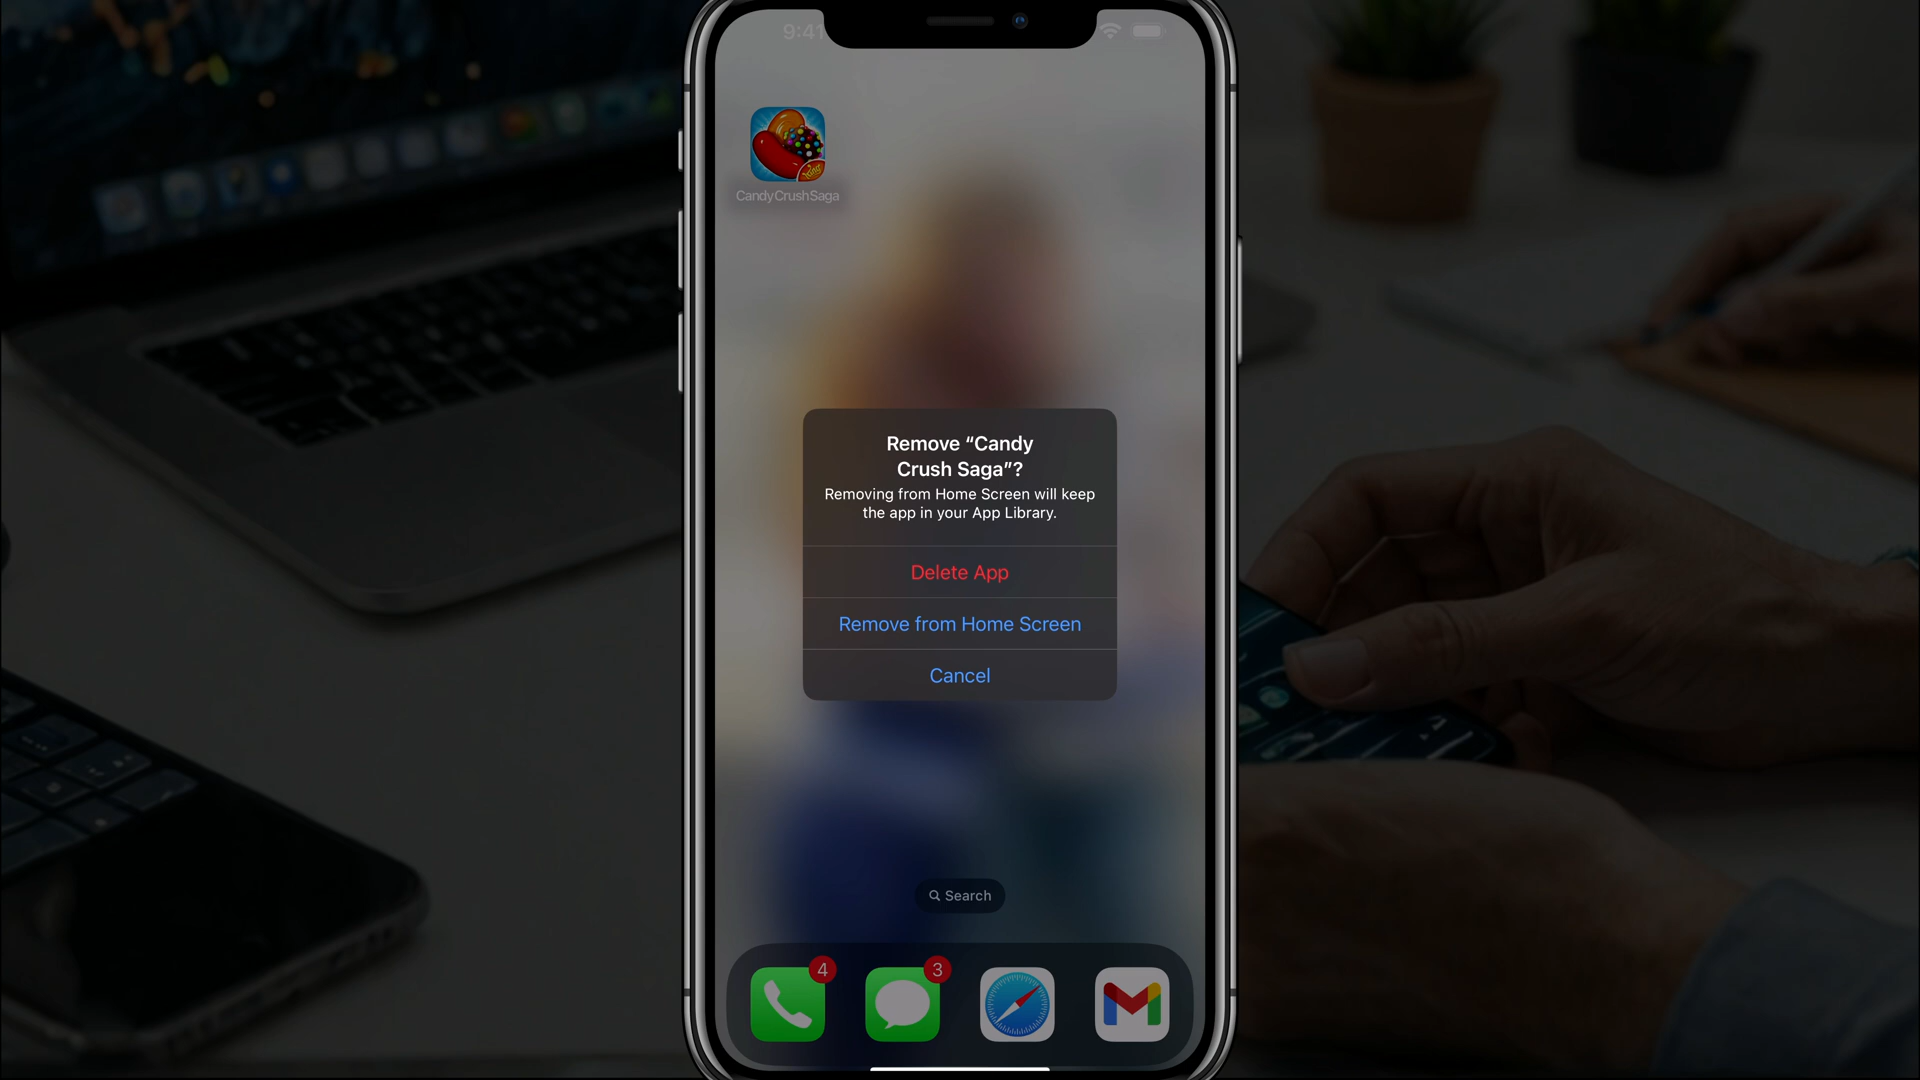 9:41
King
CandyCrushSaga
Remove “Candy
Crush Saga”?
Removing from Home Screen will keep
the app in your App Library.
Delete App
Remove from Home Screen
Cancel
Search
4
3